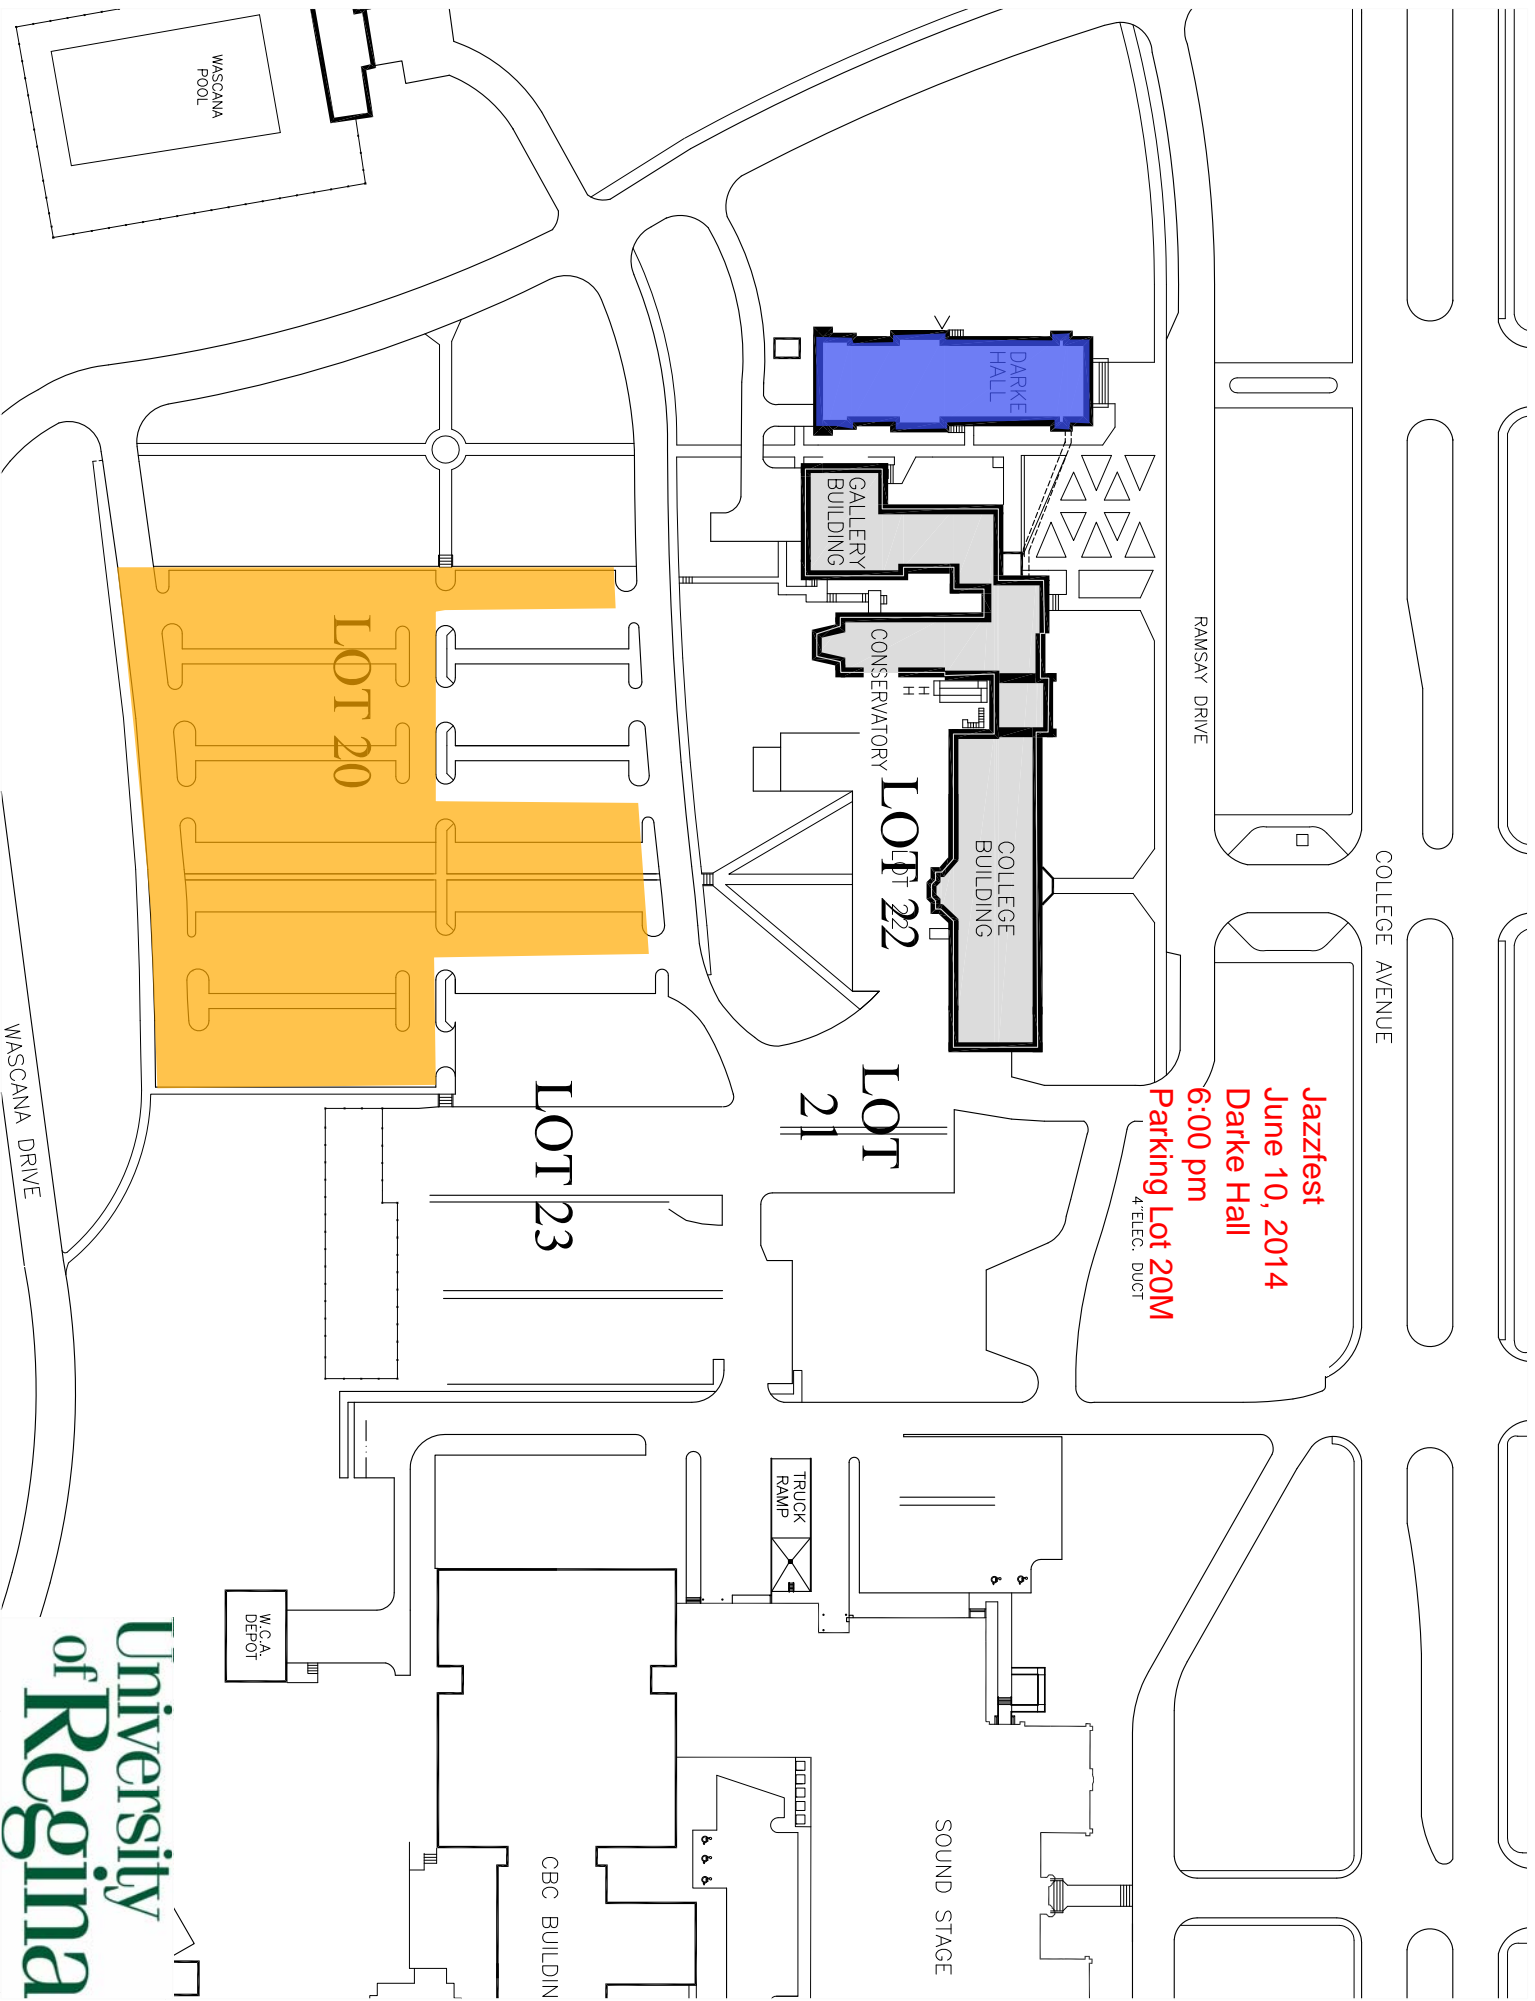 COLLEGE AVENUE
Jazzfest
June 10, 2014
Darke Hall
6:00 pm
Parking Lot 20M
4"ELEC. DUCT
RAMSAY DRIVE
DARKE
HALL
GALLERY
BUILDING
CONSERVATORY
H
H
COLLEGE
BUILDING
LOT 22
LOT 22
LOT
21
LOT 23
LOT 20
WASCANA
POOL
WASCANA DRIVE
TRUCK
RAMP
SOUND STAGE
CBC BUILDIN
W.C.A.
DEPOT
University
of Regina